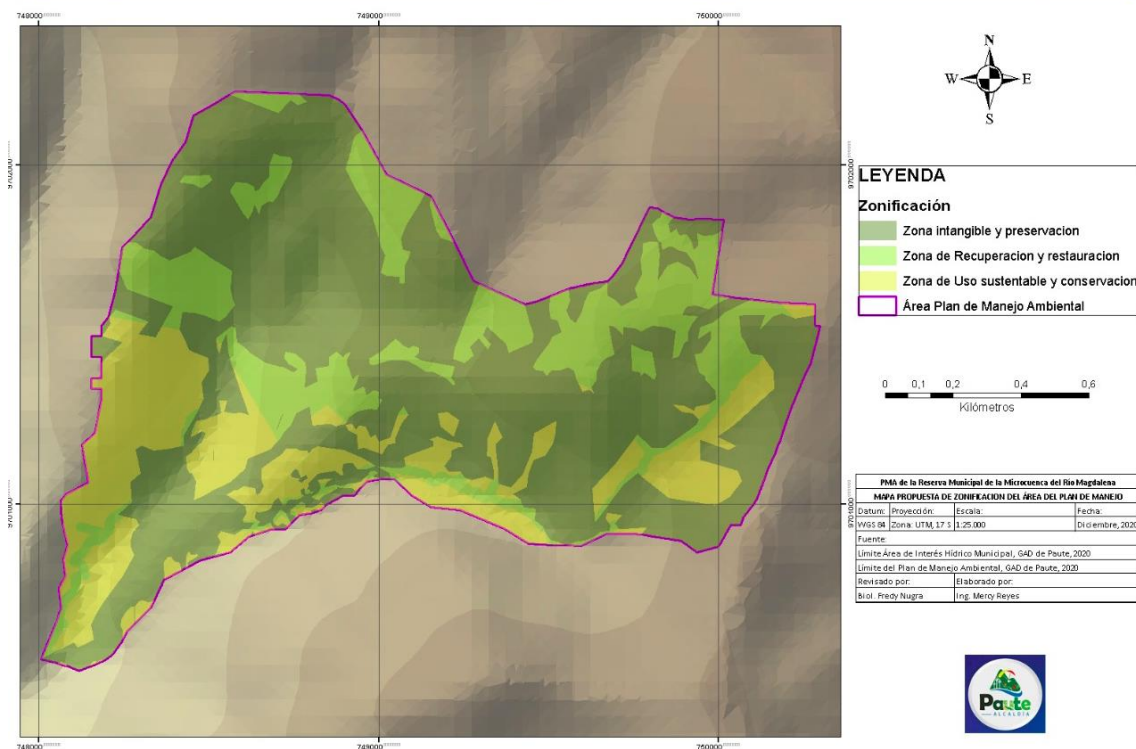 748000
749000
750000
9702000
9702000
9701000
9701000
748000
749000
750000
N
W E
S
LEYENDA
Zonificación
Zona intangible y preservacion
Zona de Recuperacion y restauracion
Zona de Uso sustentable y conservacion
Área Plan de Manejo Ambiental
0 0,1 0,2 0,4 0,6
Kilómetros
PMA de la Reserva Municipal de la Microcuenca del Río Magdalena
MAPA PROPUESTA DE ZONIFICACION DEL ÁREA DEL PLAN DE MANEJO
Datum: Proyección: Escala: Fecha:
WGS 84 Zona: UTM, 17 S 1:25.000 Diciembre, 2020
Fuente:
Límite Área de Interés Hídrico Municipal, GAD de Paute, 2020
Límite del Plan de Manejo Ambiental, GAD de Paute, 2020
Revisado por: Elaborado por:
Biol. Fredy Nugra Ing. Mercy Reyes
Paute
ALCALDÍA